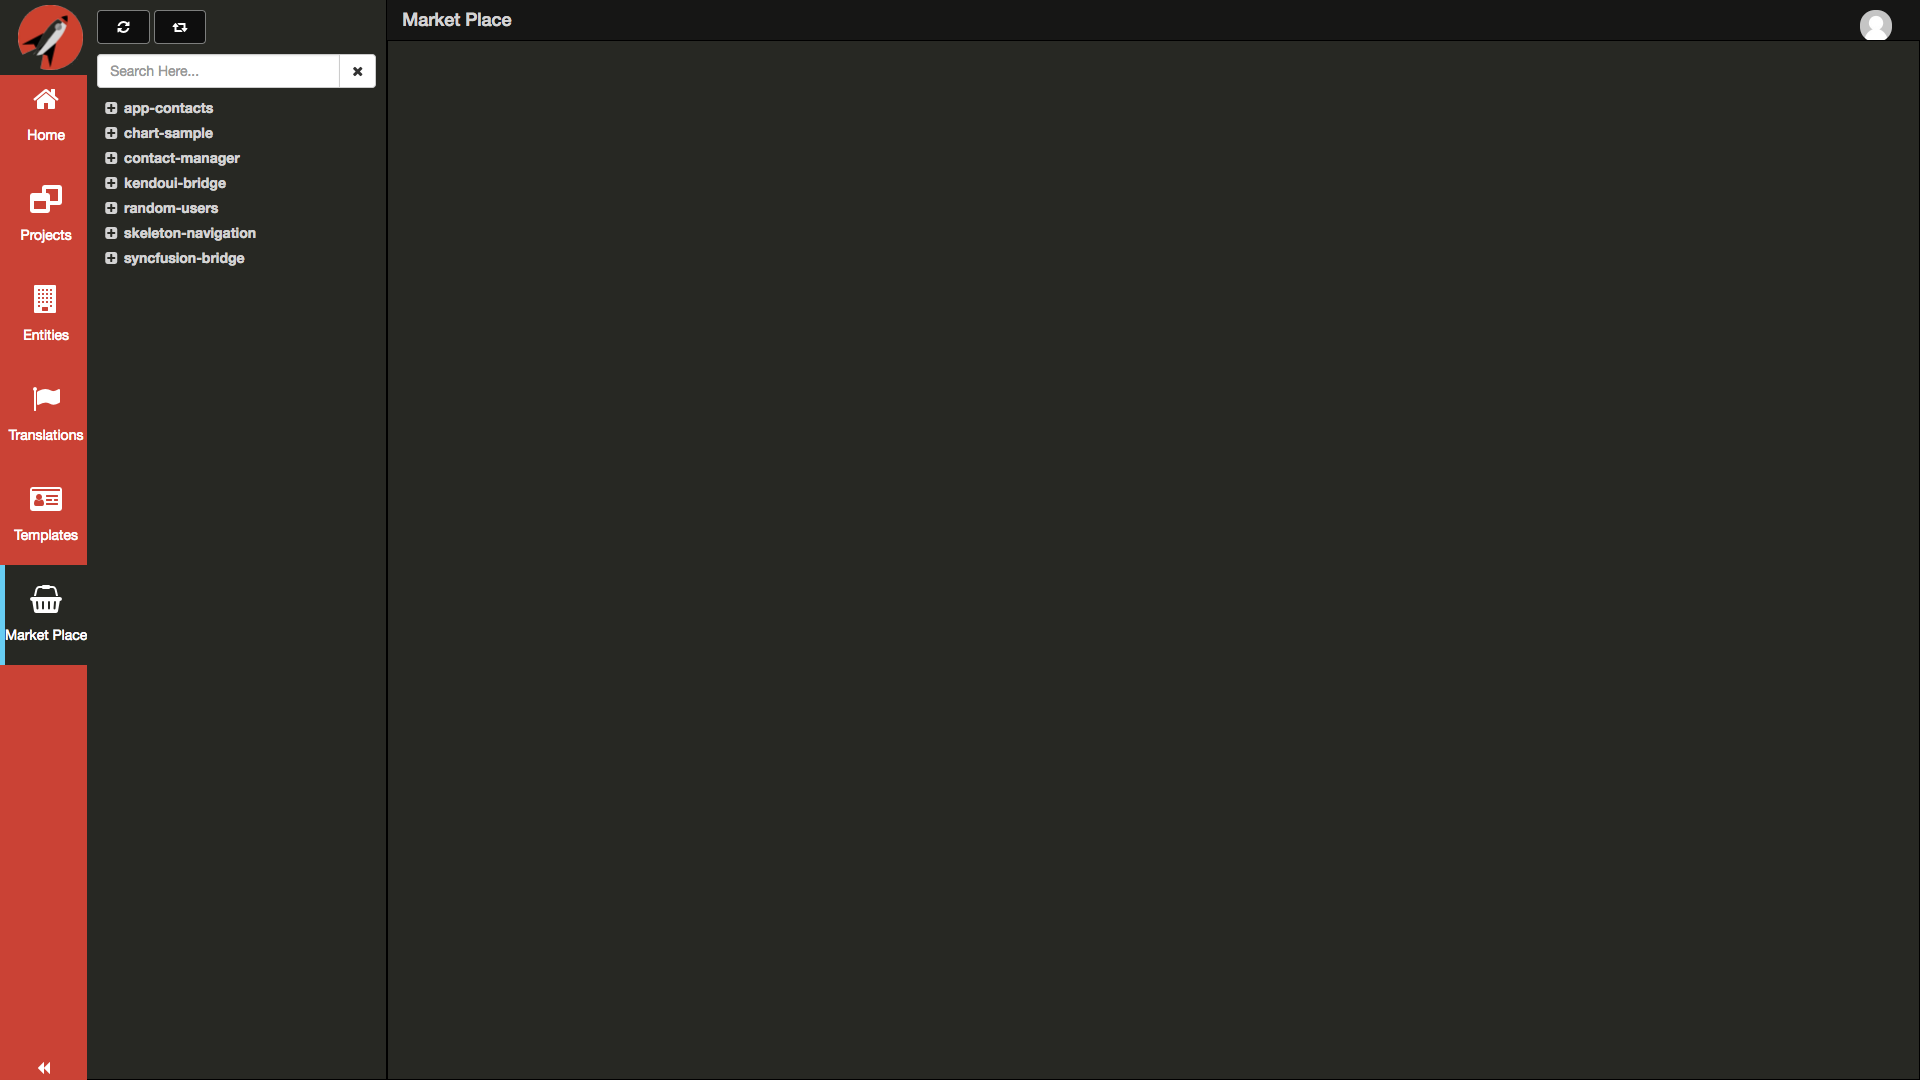 Market Place
Search Here...
app-contacts
chart-sample
contact-manager
kendoui-bridge
random-users
skeleton-navigation
syncfusion-bridge
Home
Projects
Entities
Translations
Templates
Market Place